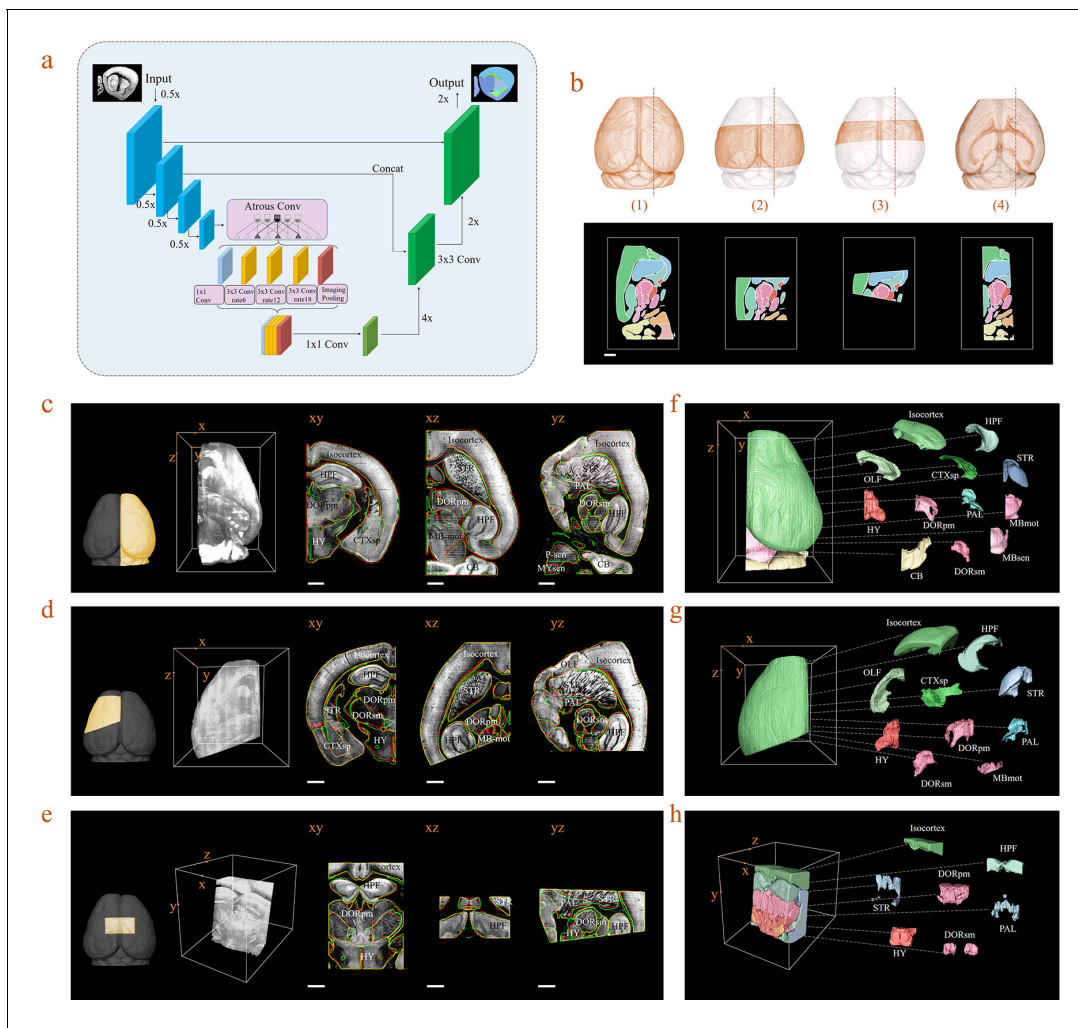 a
Input
0.5x
Output
2x
Concat
0.5x
0.5x
0.5x
Atrous Conv
2x
3x3 Conv
1x1 Conv
3x3 Conv rate6
3x3 Conv rate12
3x3 Conv rate18
Imaging Pooling
4x
1x1 Conv
b
(1)
(2)
(3)
(4)
c
x
z
y
xy
xz
yz
Isocortex
HPF
DORpm
HY
CTXsp
Isocortex
STR
DORpm
HPF
MB-mot
CB
Isocortex
STR
PAL
DORsm
HPF
P-sen
MYsen
CB
f
x
z
y
Isocortex
HPF
OLF
CTXsp
STR
HY
DORpm
PAL
MBmot
CB
DORsm
MBsen
d
x
z
y
xy
xz
yz
Isocortex
HPF
STR
DORpm
DORsm
CTXsp
HY
Isocortex
STR
DORpm
HPF
MB-mot
OLF
Isocortex
STR
PAL
DORsm
HPF
g
x
z
y
Isocortex
HPF
OLF
CTXsp
STR
HY
DORpm
PAL
DORsm
MBmot
e
z
x
y
xy
xz
yz
Isocortex
HPF
DORpm
HY
STR
HPF
PAL
STR
DORsm
HY
HPF
h
z
x
y
Isocortex
HPF
DORpm
STR
PAL
HY
DORsm